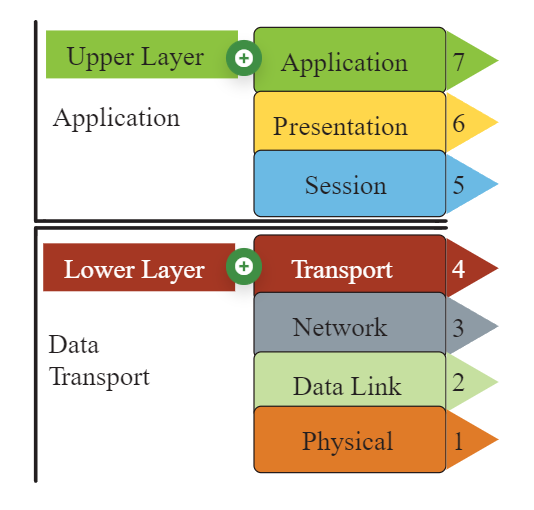 Upper Layer
Application
Application 7
Presentation 6
Session 5
Lower Layer
Data
Transport
Transport 4
Network 3
Data Link 2
Physical 1